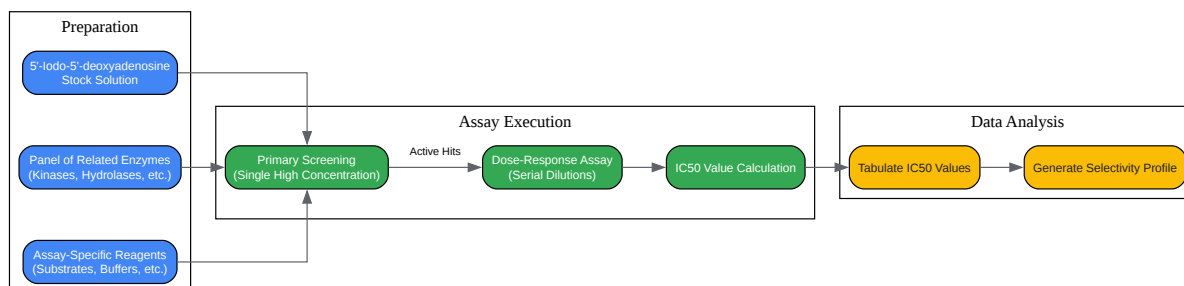 Preparation
5'-Iodo-5'-deoxyadenosine
Stock Solution
Panel of Related Enzymes
(Kinases, Hydrolases, etc.)
Assay-Specific Reagents
(Substrates, Buffers, etc.)
Assay Execution
Primary Screening
(Single High Concentration)
Active Hits
Dose-Response Assay
(Serial Dilutions)
IC50 Value Calculation
Data Analysis
Tabulate IC50 Values
Generate Selectivity Profile